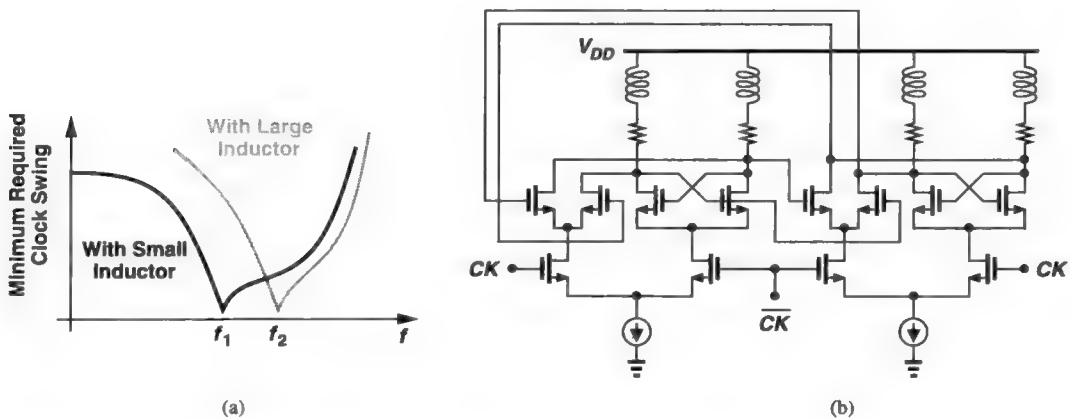 Minimum Required
Clock Swing
With Large
Inductor
With Small
Inductor
f1
f2
f
(a)
VDD
CK
CK
CK
(b)